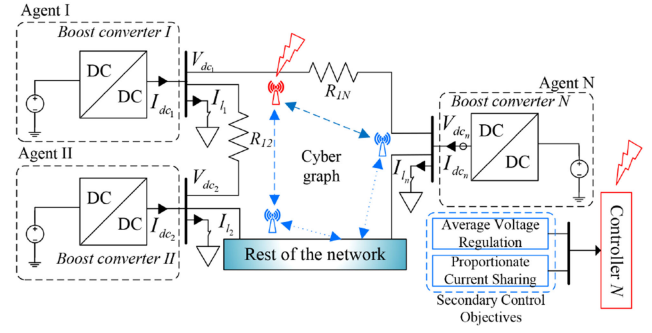 Agent I
Boost converter I
DC
DC
V_dc₁
I_dc₁
I_l₁
R_1N
R_12
Agent II
DC
DC
V_dc₂
I_dc₂
I_l₂
Boost converter II
Cyber
graph
Rest of the network
Agent N
Boost converter N
V_dcₙ
DC
DC
I_dcₙ
I_lₙ
Average Voltage
Regulation
Proportionate
Current Sharing
Secondary Control
Objectives
Controller N